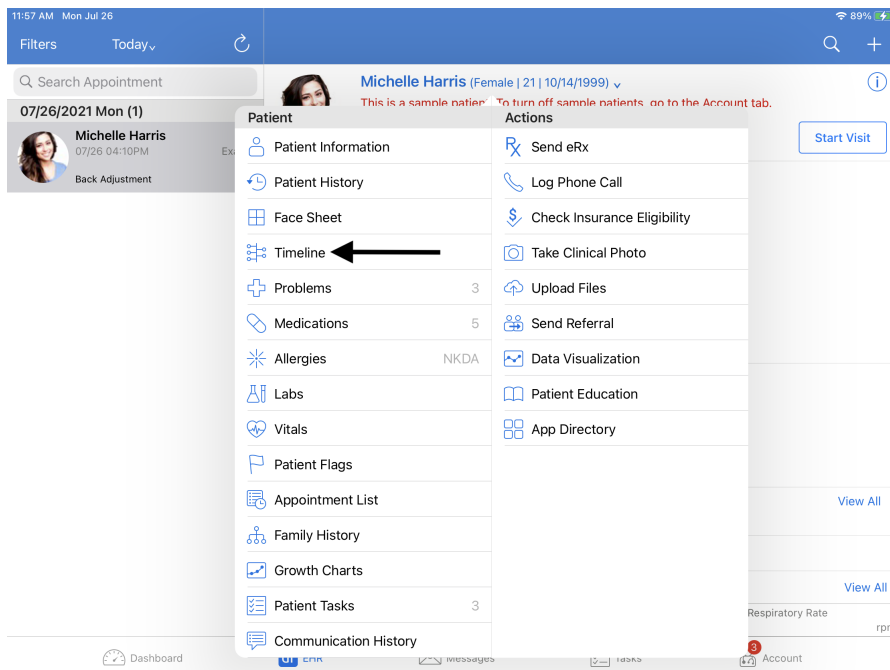 11:57 AM Mon Jul 26
89%
Filters
Today
Search Appointment
07/26/2021 Mon (1)
Michelle Harris
07/26 04:10PM
Back Adjustment
Michelle Harris (Female | 21 | 10/14/1999)
This is a sample patient. To turn off sample patients, go to the Account tab.
Start Visit
Patient
Patient Information
Patient History
Face Sheet
Timeline
Problems 3
Medications 5
Allergies NKDA
Labs
Vitals
Patient Flags
Appointment List
Family History
Growth Charts
Patient Tasks 3
Communication History
Actions
Rx Send eRx
Log Phone Call
Check Insurance Eligibility
Take Clinical Photo
Upload Files
Send Referral
Data Visualization
Patient Education
App Directory
View All
View All
Respiratory Rate
Dashboard
EHR
Messages
Tasks
3
Account